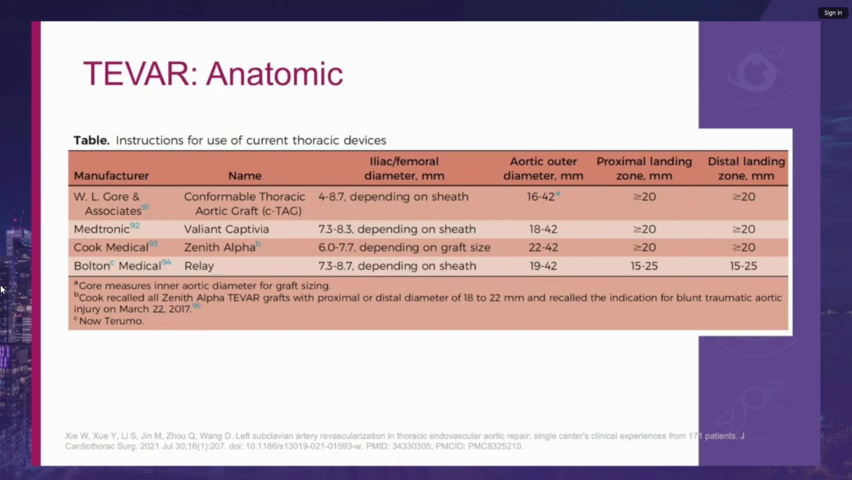 Sign in
TEVAR: Anatomic
Table. Instructions for use of current thoracic devices
Manufacturer Name Iliac/femoral diameter, mm Aortic outer diameter, mm Proximal landing zone, mm Distal landing zone, mm
W. L. Gore & Associates91 Conformable Thoracic Aortic Graft (c-TAG) 4-8.7, depending on sheath 16-42a ≥20 ≥20
Medtronic92 Valiant Captivia 7.3-8.3, depending on sheath 18-42 ≥20 ≥20
Cook Medical93 Zenith Alphab 6.0-7.7, depending on graft size 22-42 ≥20 ≥20
Boltonc Medical94 Relay 7.3-8.7, depending on sheath 19-42 15-25 15-25
aGore measures inner aortic diameter for graft sizing.
bCook recalled all Zenith Alpha TEVAR grafts with proximal or distal diameter of 18 to 22 mm and recalled the indication for blunt traumatic aortic
injury on March 22, 2017.95
cNow Terumo.
Xie W, Xue Y, Li S, Jin M, Zhou Q, Wang D. Left subclavian artery revascularization in thoracic endovascular aortic repair: single center's clinical experiences from 171 patients. J
Cardiothorac Surg. 2021 Jul 30;16(1):207. doi: 10.1186/s13019-021-01593-w. PMID: 34330305; PMCID: PMC8325210.